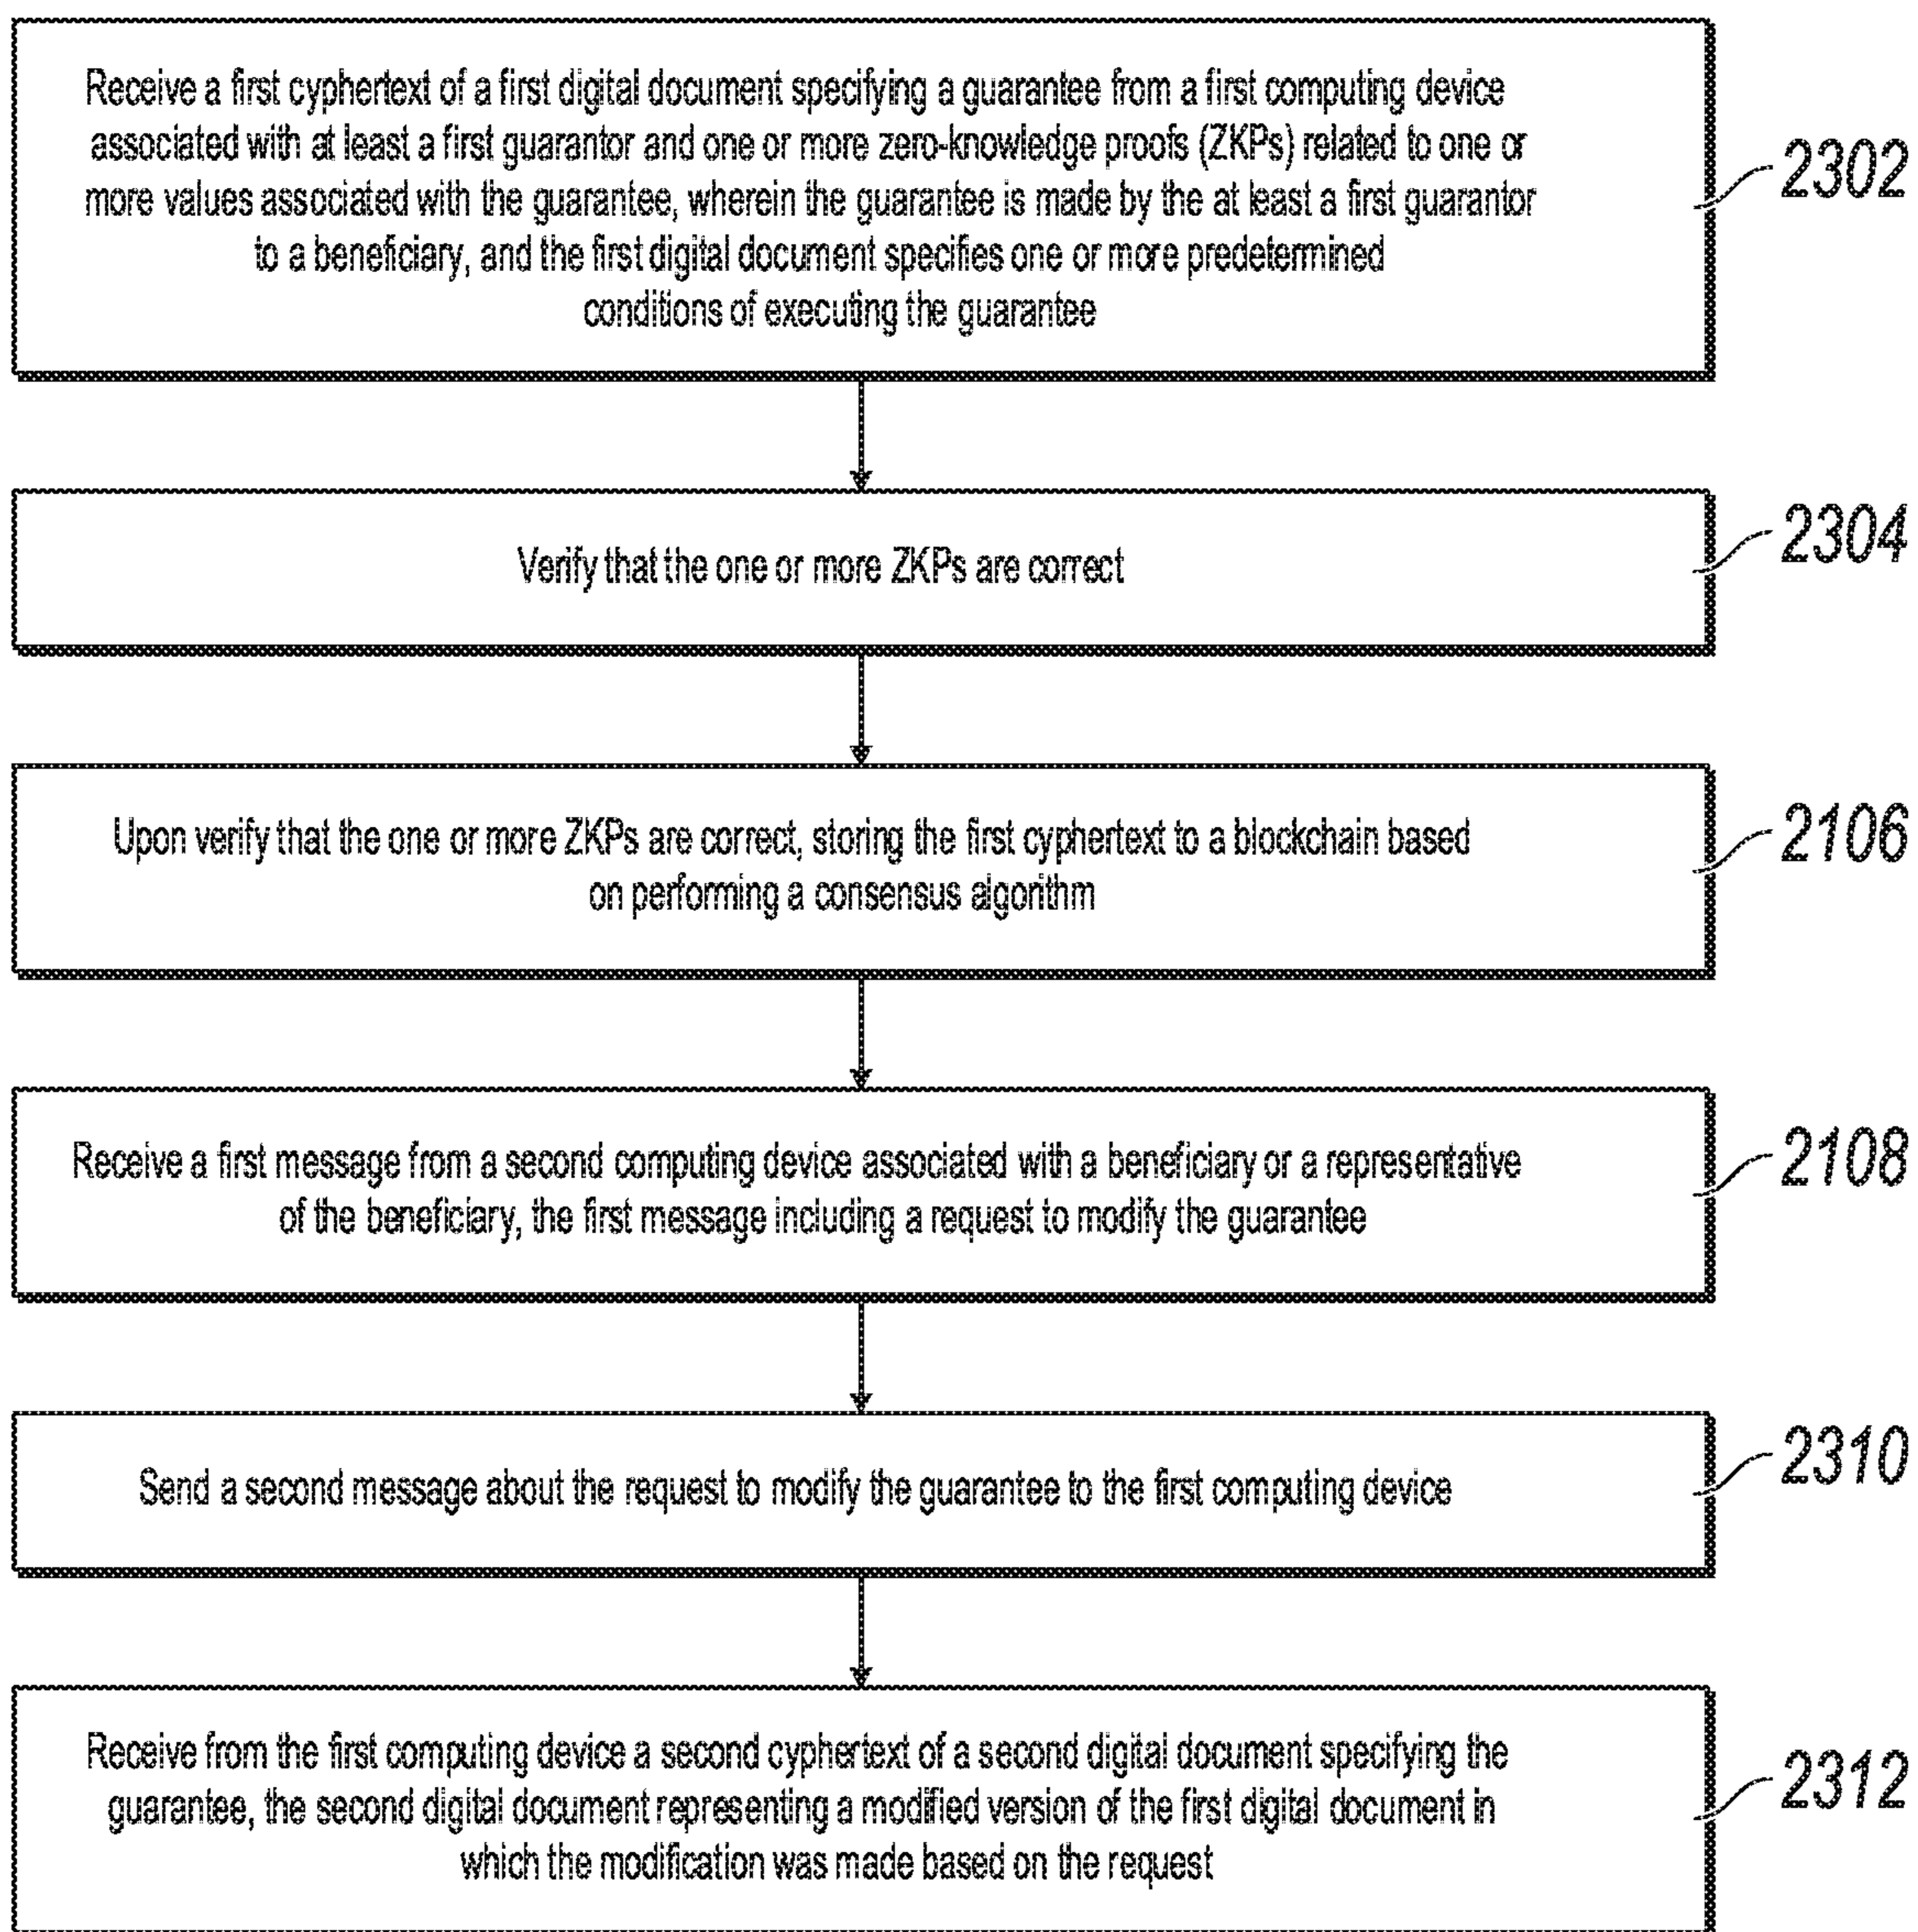 Receive a first cyphertext of a first digital document specifying a guarantee from a first computing device
associated with at least a first guarantor and one or more zero-knowledge proofs (ZKPs) related to one or
more values associated with the guarantee, wherein the guarantee is made by the at least a first guarantor
to a beneficiary, and the first digital document specifies one or more predetermined
conditions of executing the guarantee
2302
Verify that the one or more ZKPs are correct
2304
Upon verify that the one or more ZKPs are correct, storing the first cyphertext to a blockchain based
on performing a consensus algorithm
2106
Receive a first message from a second computing device associated with a beneficiary or a representative
of the beneficiary, the first message including a request to modify the guarantee
2108
Send a second message about the request to modify the guarantee to the first computing device
2310
Receive from the first computing device a second cyphertext of a second digital document specifying the
guarantee, the second digital document representing a modified version of the first digital document in
which the modification was made based on the request
2312